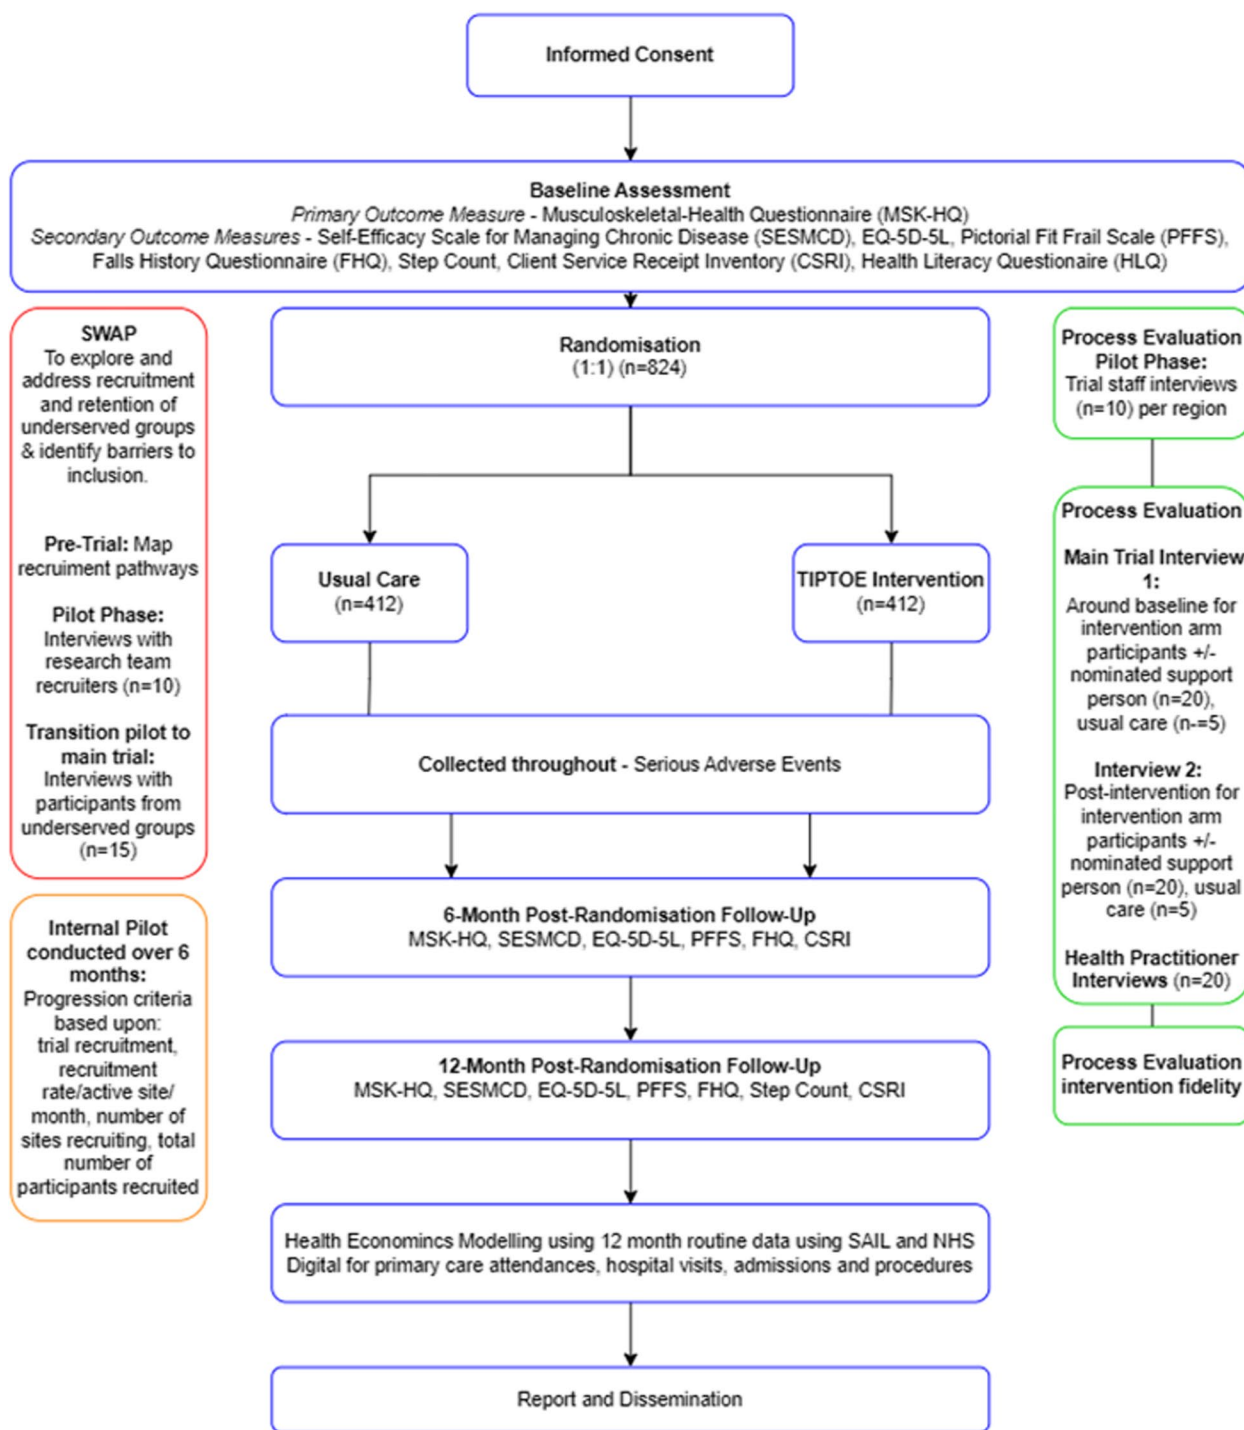 Informed Consent
Baseline Assessment
Primary Outcome Measure - Musculoskeletal-Health Questionnaire (MSK-HQ)
Secondary Outcome Measures - Self-Efficacy Scale for Managing Chronic Disease (SESMCD), EQ-5D-5L, Pictorial Fit Frail Scale (PFFS),
Falls History Questionnaire (FHQ), Step Count, Client Service Receipt Inventory (CSRI), Health Literacy Questionaire (HLQ)
SWAP
To explore and
address recruitment
and retention of
underserved groups
& identify barriers to
inclusion.
Pre-Trial: Map
recruiment pathways
Pilot Phase:
Interviews with
research team
recruiters (n=10)
Transition pilot to
main trial:
Interviews with
participants from
underserved groups
(n=15)
Internal Pilot
conducted over 6
months:
Progression criteria
based upon:
trial recruitment,
recruitment
rate/active site/
month, number of
sites recruiting, total
number of
participants recruited
Randomisation
(1:1) (n=824)
Usual Care
(n=412)
TIPTOE Intervention
(n=412)
Collected throughout - Serious Adverse Events
6-Month Post-Randomisation Follow-Up
MSK-HQ, SESMCD, EQ-5D-5L, PFFS, FHQ, CSRI
12-Month Post-Randomisation Follow-Up
MSK-HQ, SESMCD, EQ-5D-5L, PFFS, FHQ, Step Count, CSRI
Health Economincs Modelling using 12 month routine data using SAIL and NHS
Digital for primary care attendances, hospital visits, admissions and procedures
Report and Dissemination
Process Evaluation
Pilot Phase:
Trial staff interviews
(n=10) per region
Process Evaluation
Main Trial Interview
1:
Around baseline for
intervention arm
participants +/-
nominated support
person (n=20),
usual care (n-=5)
Interview 2:
Post-intervention for
intervention arm
participants +/-
nominated support
person (n=20), usual
care (n=5)
Health Practitioner
Interviews (n=20)
Process Evaluation
intervention fidelity